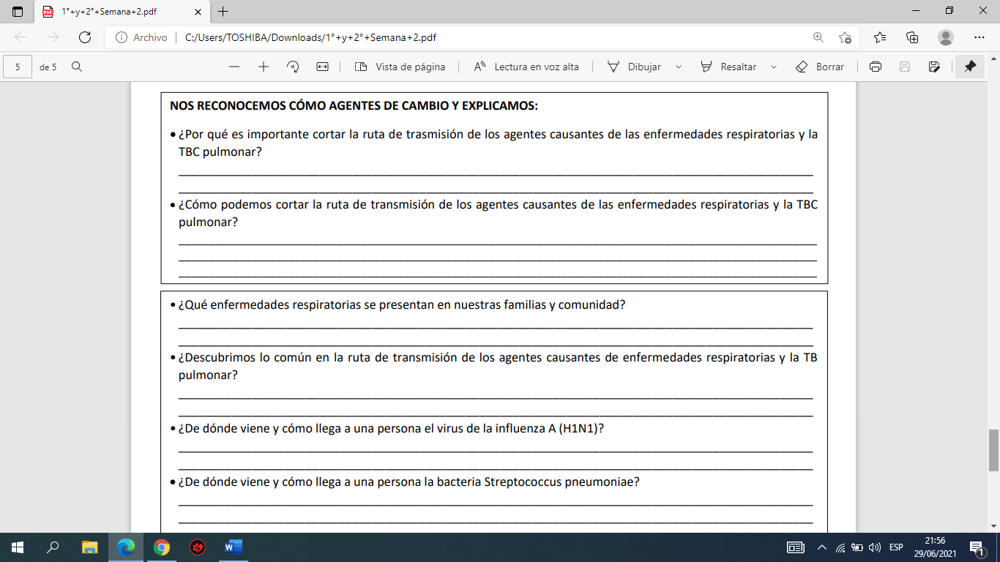 1°+y+2°+Semana+2.pdf
Archivo
C:/Users/TOSHIBA/Downloads/1°+y+2°+Semana+2.pdf
5 de 5 Vista de página Lectura en voz alta Dibujar Resaltar Borrar
NOS RECONOCEMOS CÓMO AGENTES DE CAMBIO Y EXPLICAMOS:
• ¿Por qué es importante cortar la ruta de trasmisión de los agentes causantes de las enfermedades respiratorias y la
TBC pulmonar?
• ¿Cómo podemos cortar la ruta de transmisión de los agentes causantes de las enfermedades respiratorias y la TBC
pulmonar?
• ¿Qué enfermedades respiratorias se presentan en nuestras familias y comunidad?
• ¿Descubrimos lo común en la ruta de transmisión de los agentes causantes de enfermedades respiratorias y la TB
pulmonar?
• ¿De dónde viene y cómo llega a una persona el virus de la influenza A (H1N1)?
• ¿De dónde viene y cómo llega a una persona la bacteria Streptococcus pneumoniae?
ESP
21:56
29/06/2021
1